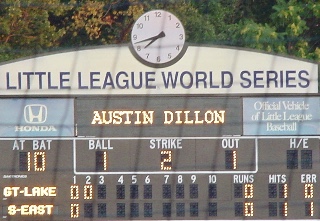 LITTLE LEAGUE WORLD SERIES
HONDA
AUSTIN DILLON
Official Vehicle
of Little League
Baseball
AT BAT BALL STRIKE OUT H/E
10 1 2 1
2 3 4 5 6 7 8 9 10 RUNS HITS ERR
GT-LAKE 0 0 0 1 0
S-EAST 0 0 1 1